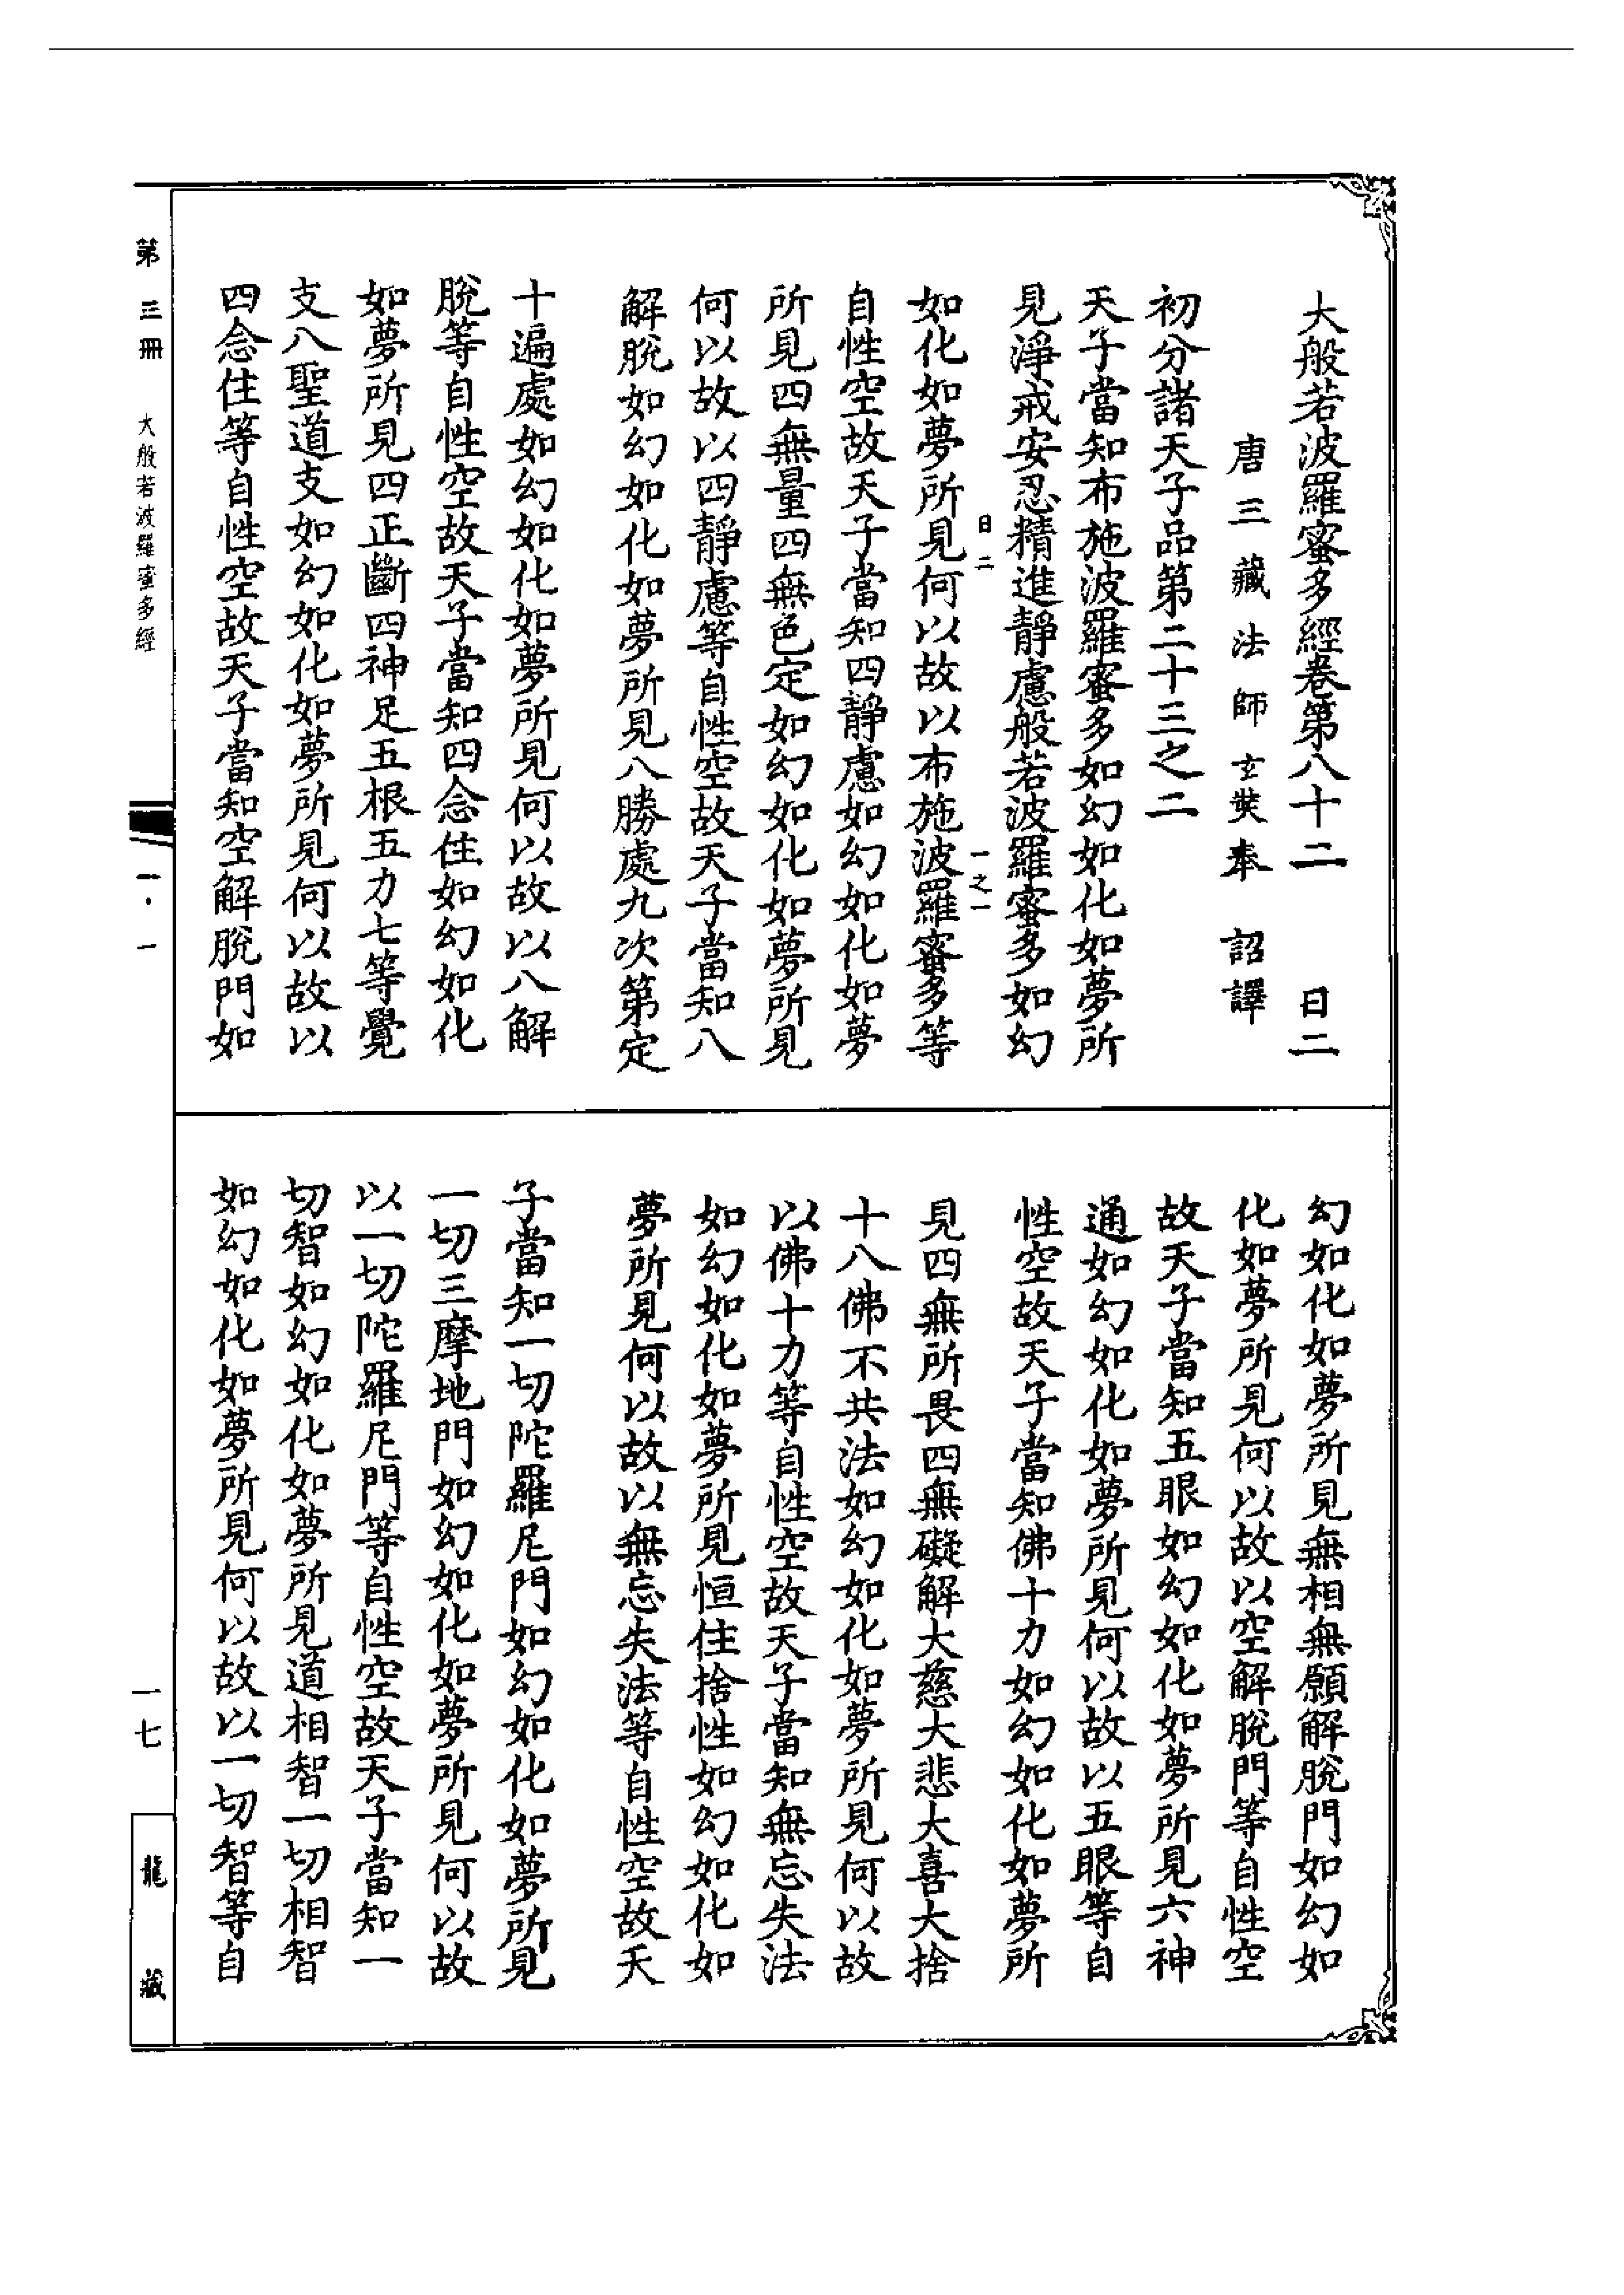 大般若波羅蜜多經卷第八十二　日二
唐三藏法師玄奘奉　詔譯
初分諸天子品第二十三之二
天子當知布施波羅蜜多如幻如化如夢所
見淨戒安忍精進靜慮般若波羅蜜多如幻
日二　一之一
如化如夢所見何以故以布施波羅蜜多等
自性空故天子當知四靜慮如幻如化如夢
所見四無量四無色定如幻如化如夢所見
何以故以四靜慮等自性空故天子當知八
解脫如幻如化如夢所見八勝處九次第定
十遍處如幻如化如夢所見何以故以八解
脫等自性空故天子當知四念住如幻如化
如夢所見四正斷四神足五根五力七等覺
支八聖道支如幻如化如夢所見何以故以
四念住等自性空故天子當知空解脫門如
幻如化如夢所見無相無願解脫門如幻如
化如夢所見何以故以空解脫門等自性空
故天子當知五眼如幻如化如夢所見六神
通如幻如化如夢所見何以故以五眼等自
性空故天子當知佛十力如幻如化如夢所
見四無所畏四無礙解大慈大悲大喜大捨
十八佛不共法如幻如化如夢所見何以故
以佛十力等自性空故天子當知無忘失法
如幻如化如夢所見恒住捨性如幻如化如
夢所見何以故以無忘失法等自性空故天
子當知一切陀羅尼門如幻如化如夢所見
一切三摩地門如幻如化如夢所見何以故
以一切陀羅尼門等自性空故天子當知一
切智如幻如化如夢所見道相智一切相智
如幻如化如夢所見何以故以一切智等自
第三冊　大般若波羅蜜多經　一·一　一七　龍藏